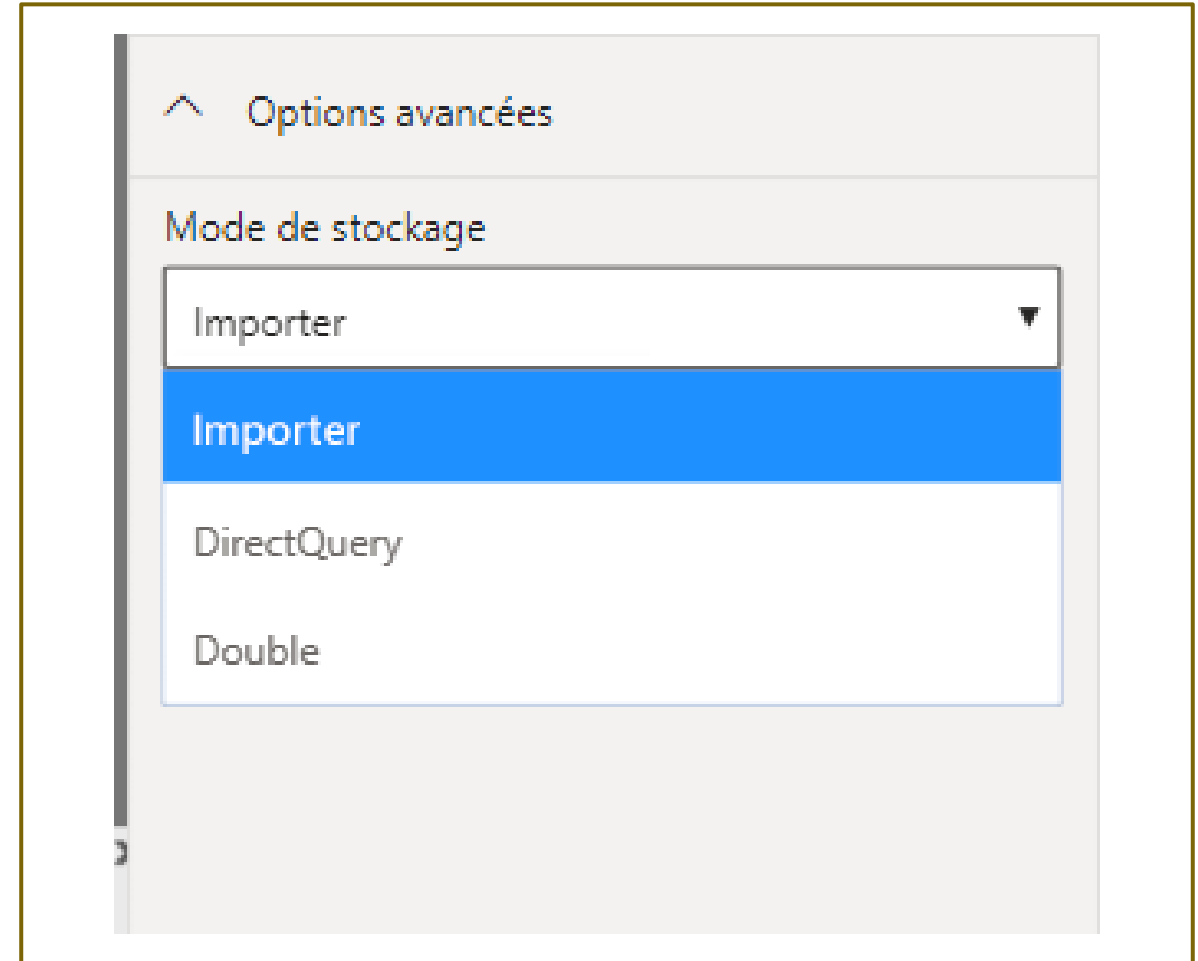 Options avancées
Mode de stockage
Importer
Importer
DirectQuery
Double